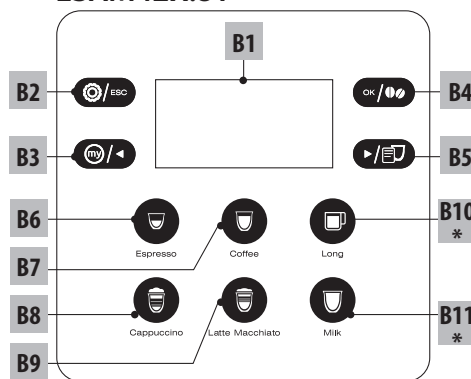 B1
B2
ESC
OK
B4
B3
my
B5
B6
Espresso
Coffee
Long
B10
*
B7
B8
Cappuccino
Latte Macchiato
Milk
B11
*
B9